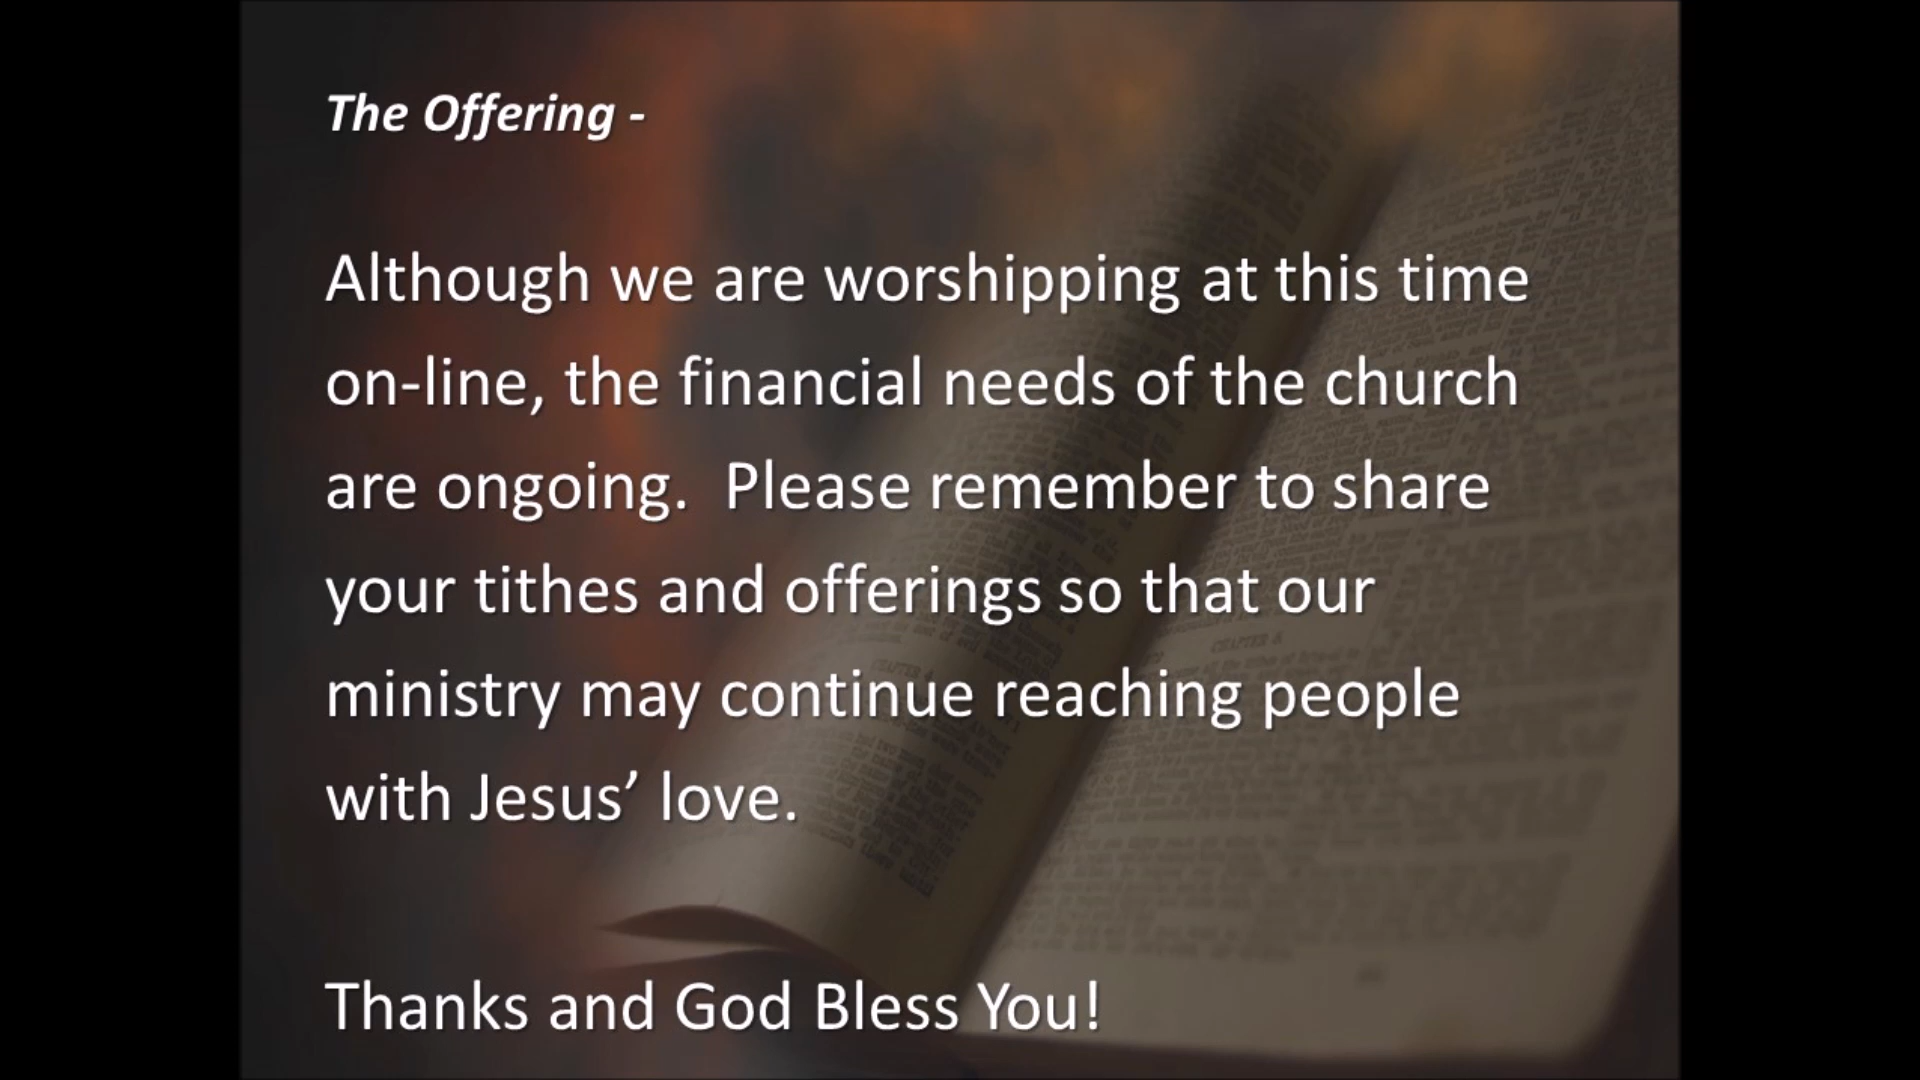 The Offering -
Although we are worshipping at this time
on-line, the financial needs of the church
are ongoing.  Please remember to share
your tithes and offerings so that our
ministry may continue reaching people
with Jesus’ love.
Thanks and God Bless You!
CHAPTER 4